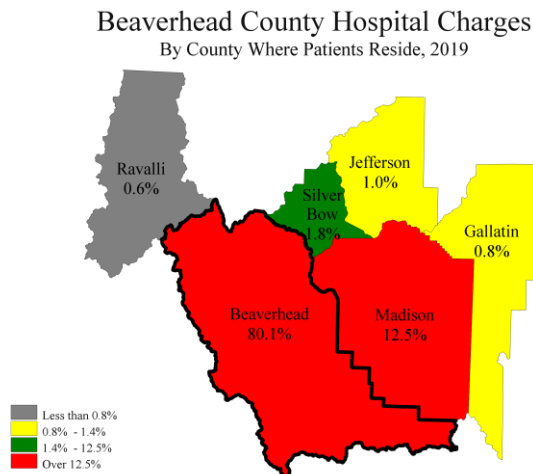 Beaverhead County Hospital Charges
By County Where Patients Reside, 2019
Ravalli
0.6%
Jefferson
1.0%
Silver
Bow
1.8%
Gallatin
0.8%
Beaverhead
80.1%
Madison
12.5%
Less than 0.8%
0.8% - 1.4%
1.4% - 12.5%
Over 12.5%